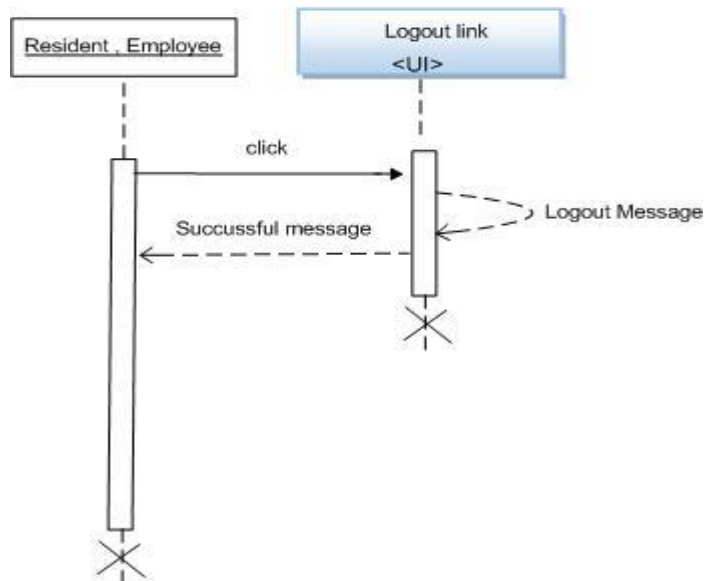 Resident , Employee
Logout link
<UI>
click
Logout Message
Succussful message